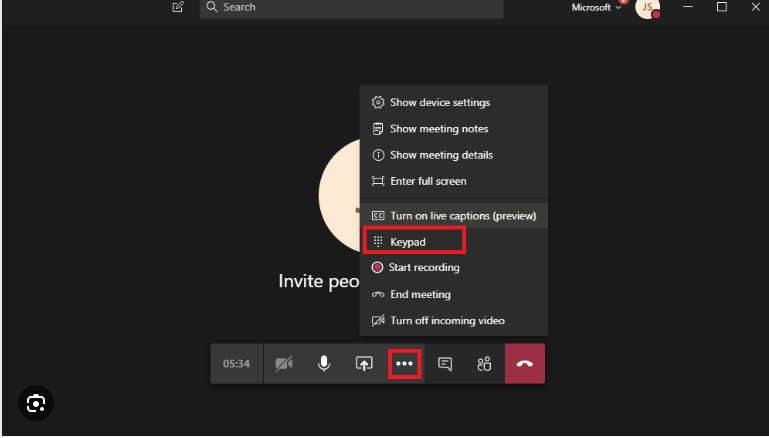 Search
Microsoft
JS
Show device settings
Show meeting notes
Show meeting details
Enter full screen
CC Turn on live captions (preview)
Keypad
Start recording
Invite peo
End meeting
Turn off incoming video
05:34